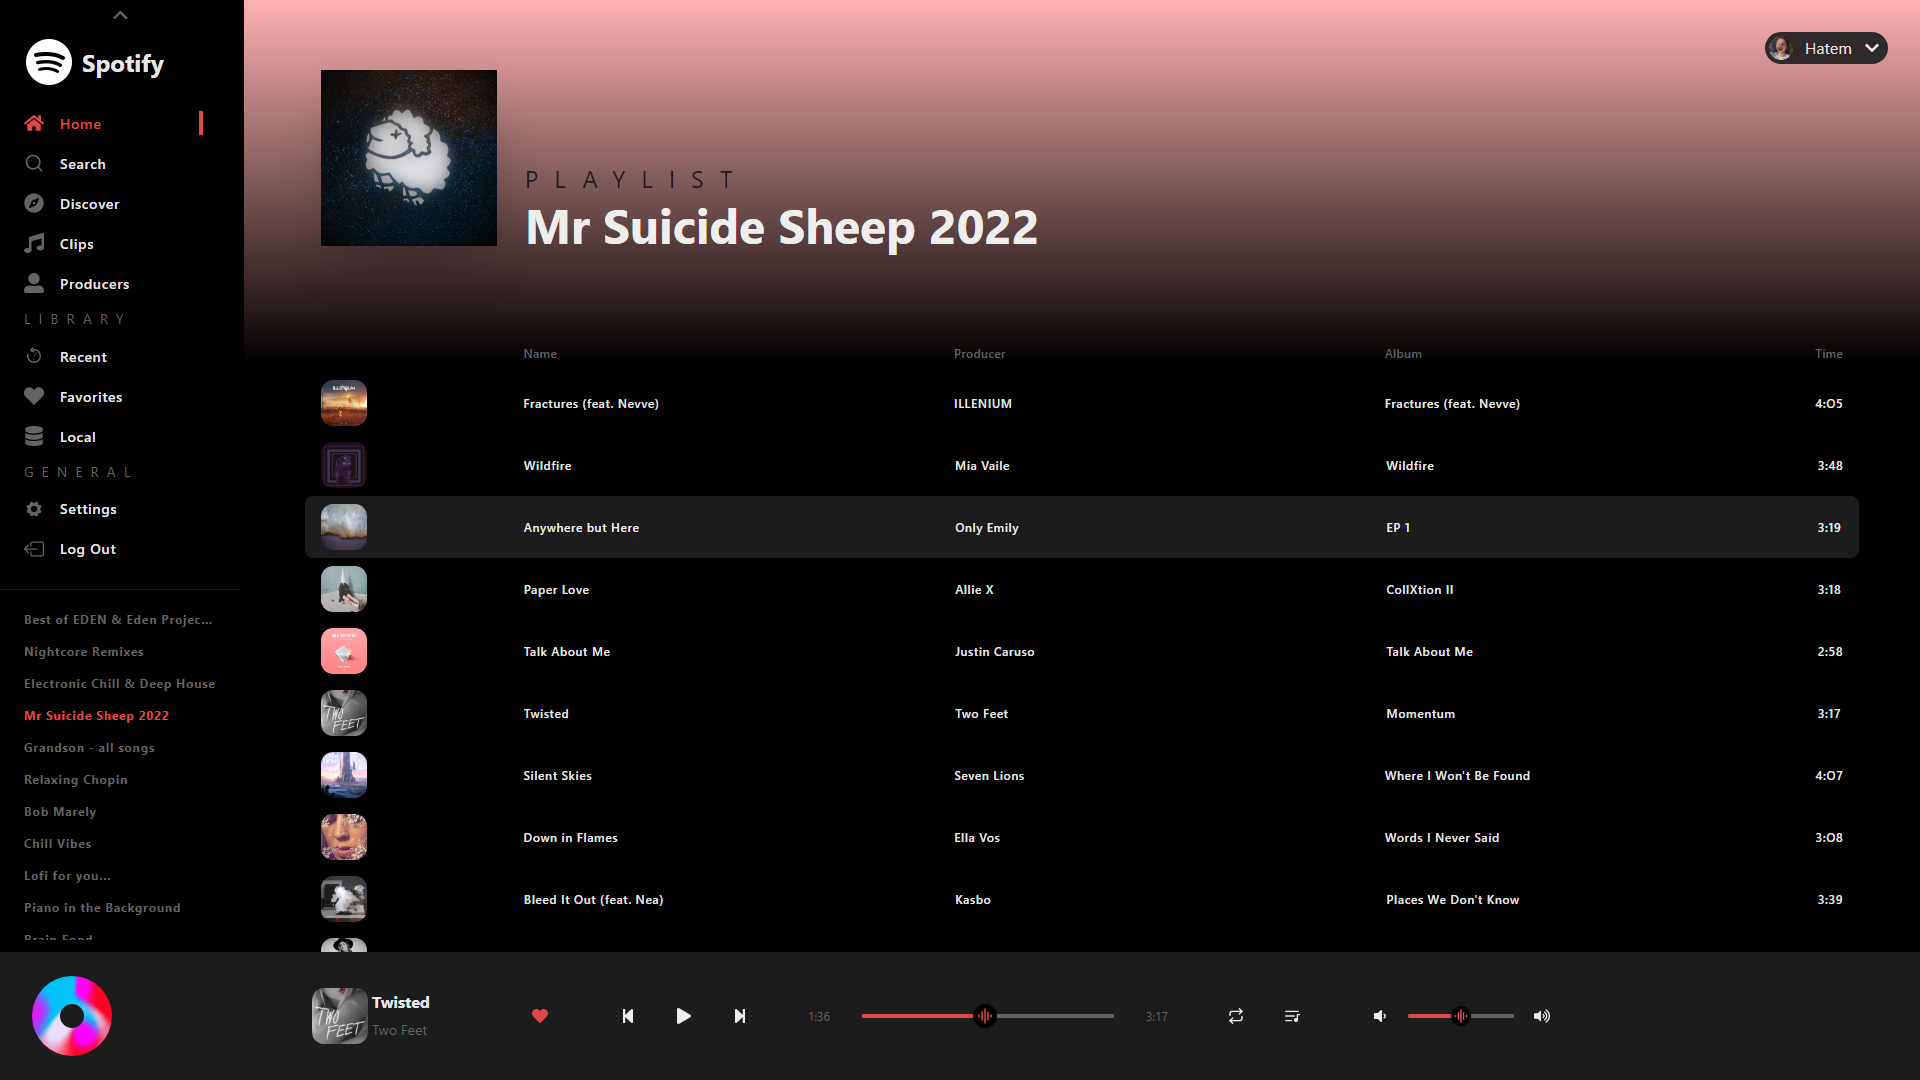 Spotify
Home
Search
Discover
Clips
Producers
LIBRARY
Recent
Favorites
Local
GENERAL
Settings
Log Out
Best of EDEN & Eden Projec...
Nightcore Remixes
Electronic Chill & Deep House
Mr Suicide Sheep 2022
Grandson - all songs
Relaxing Chopin
Bob Marely
Chill Vibes
Lofi for you...
Piano in the Background
Brain Food
Hatem
PLAYLIST
Mr Suicide Sheep 2022
Name Producer Album Time
ILLENIUM
Fractures (feat. Nevve) ILLENIUM Fractures (feat. Nevve) 4:05
Wildfire Mia Vaile Wildfire 3:48
Anywhere but Here Only Emily EP 1 3:19
Paper Love Allie X CollXtion II 3:18
Talk About Me Justin Caruso Talk About Me 2:58
TWO FEET
Twisted Two Feet Momentum 3:17
Silent Skies Seven Lions Where I Won't Be Found 4:07
Down in Flames Ella Vos Words I Never Said 3:08
Bleed It Out (feat. Nea) Kasbo Places We Don't Know 3:39
TWO FEET
Twisted
Two Feet
1:36
3:17